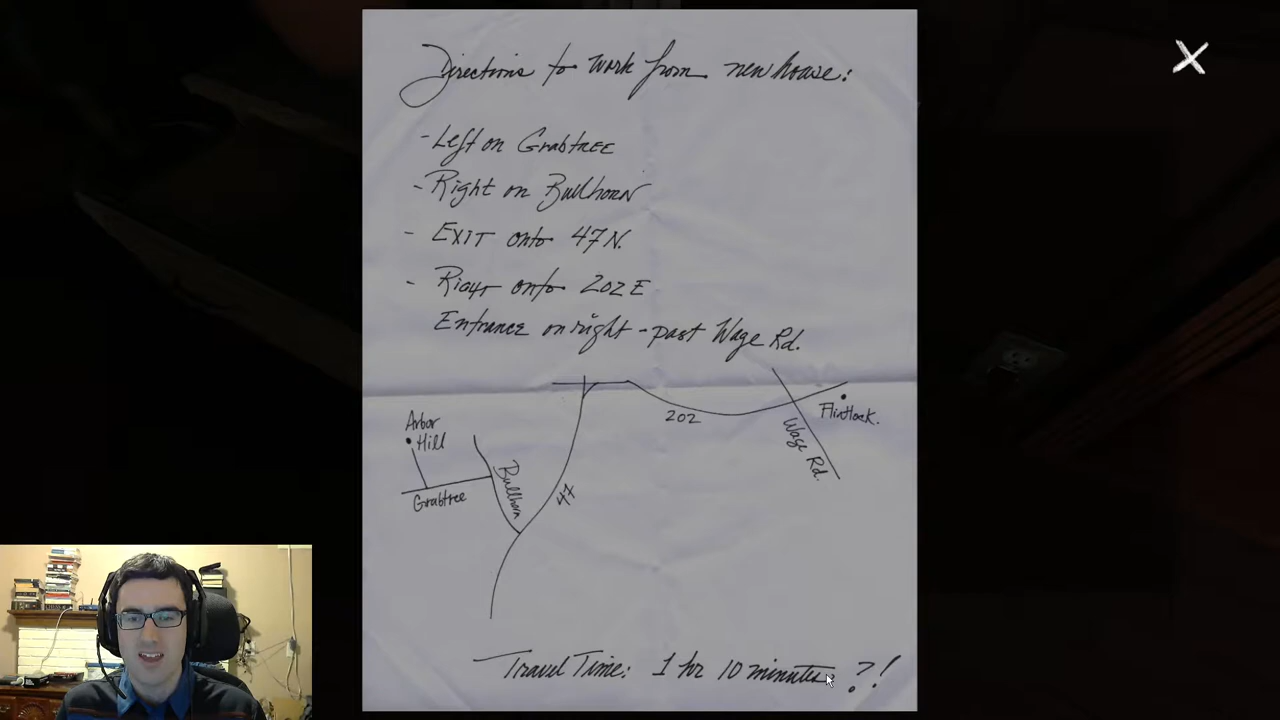 Directions to work from new house:
- Left on Grabtree
- Right on Bullhorn
- Exit onto 47 N.
- Right onto 202 E
Entrance on right - past Wage Rd.
Arbor
Hill
Grabtree
Bullhorn
47
202
Wage Rd.
Flintlock.
Travel Time: 1 hr 10 minutes ?!